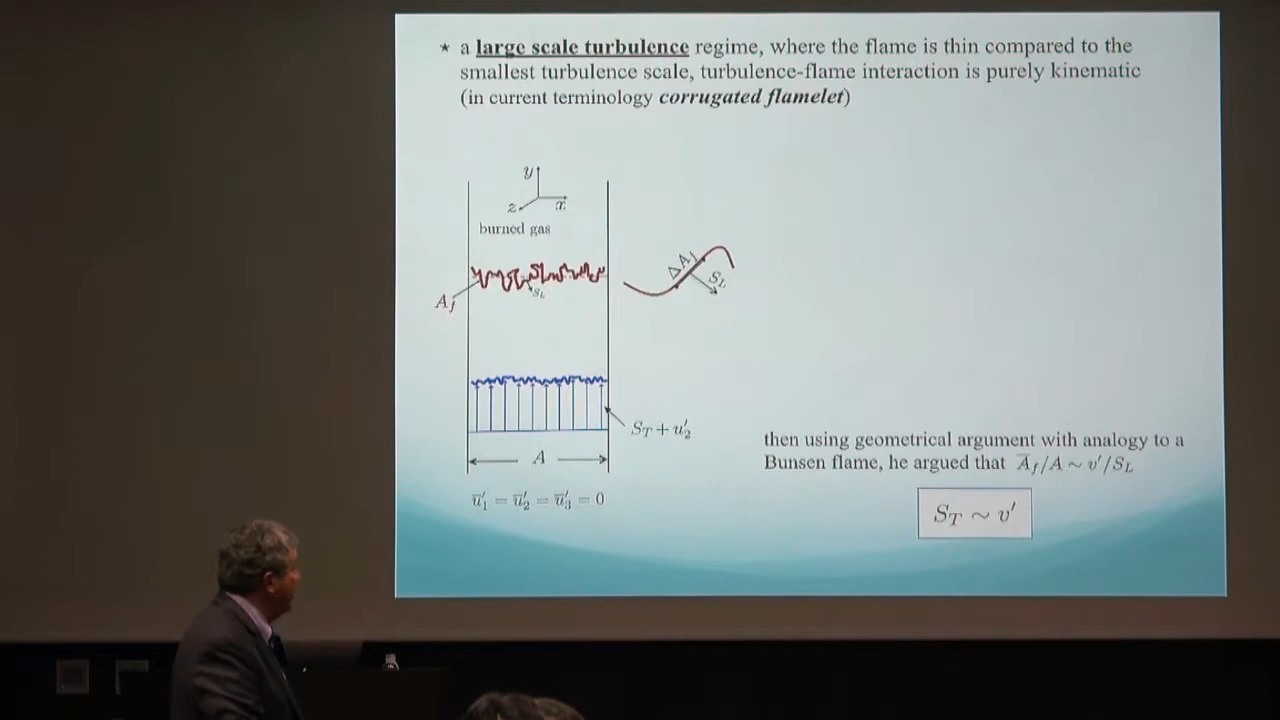 * a large scale turbulence regime, where the flame is thin compared to the
smallest turbulence scale, turbulence-flame interaction is purely kinematic
(in current terminology corrugated flamelet)
y
z x
burned gas
A_f
S_L
ΔA_f
S_L
S_T + u′_2
A
u̅′_1 = u̅′_2 = u̅′_3 = 0
then using geometrical argument with analogy to a
Bunsen flame, he argued that A̅_f/A ~ v′/S_L
S_T ~ v′